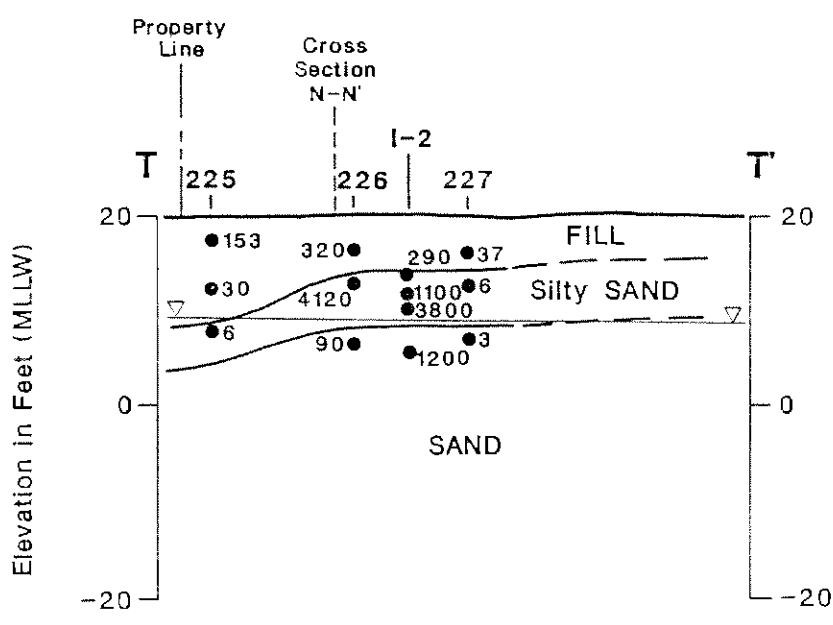 Property
Line
Cross
Section
N-N'
I-2
T
225
226
227
T'
20
20
153
320
290
37
FILL
30
4120
1100
6
Silty SAND
3800
6
90
1200
3
0
0
SAND
-20
-20
Elevation in Feet (MLLW)